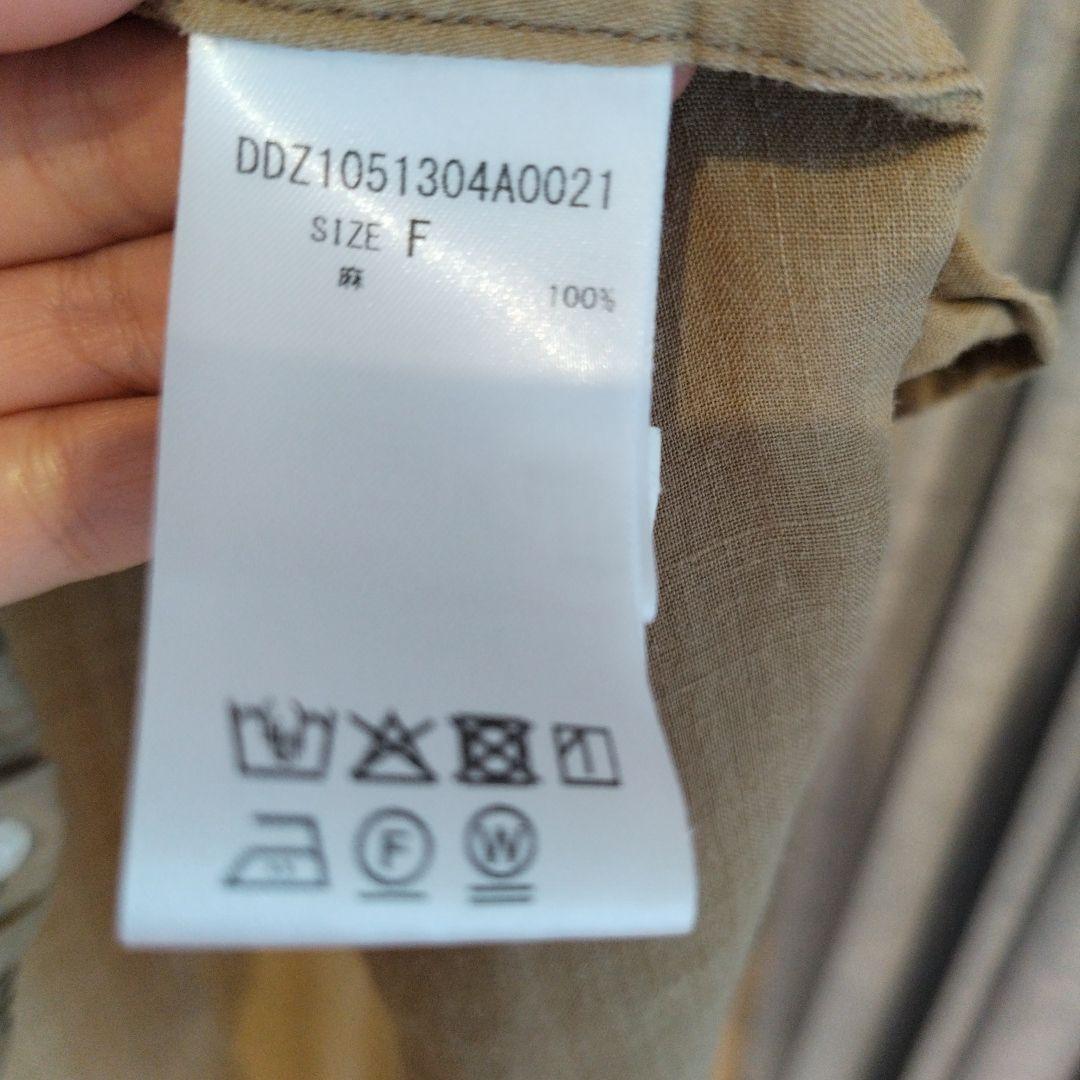 DDZ1051304A0021
SIZE F
麻 100%
F W